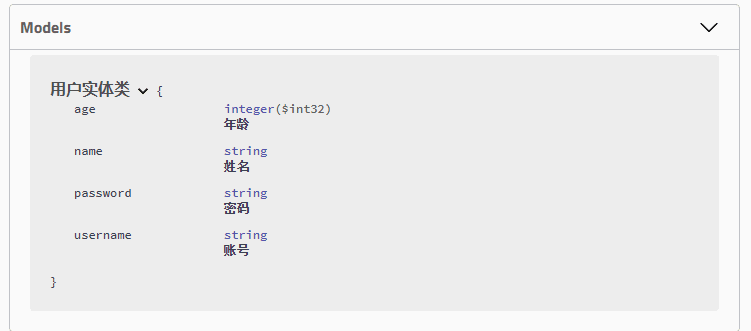 Models
用户实体类 {
age integer($int32)
年龄
name string
姓名
password string
密码
username string
账号
}